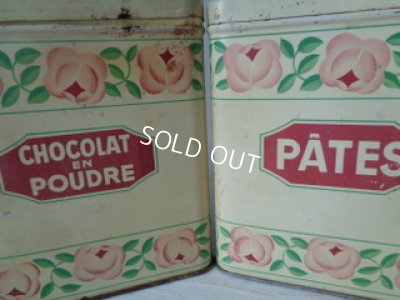 CHOCOLAT
EN
POUDRE
SOLD OUT
PÂTES